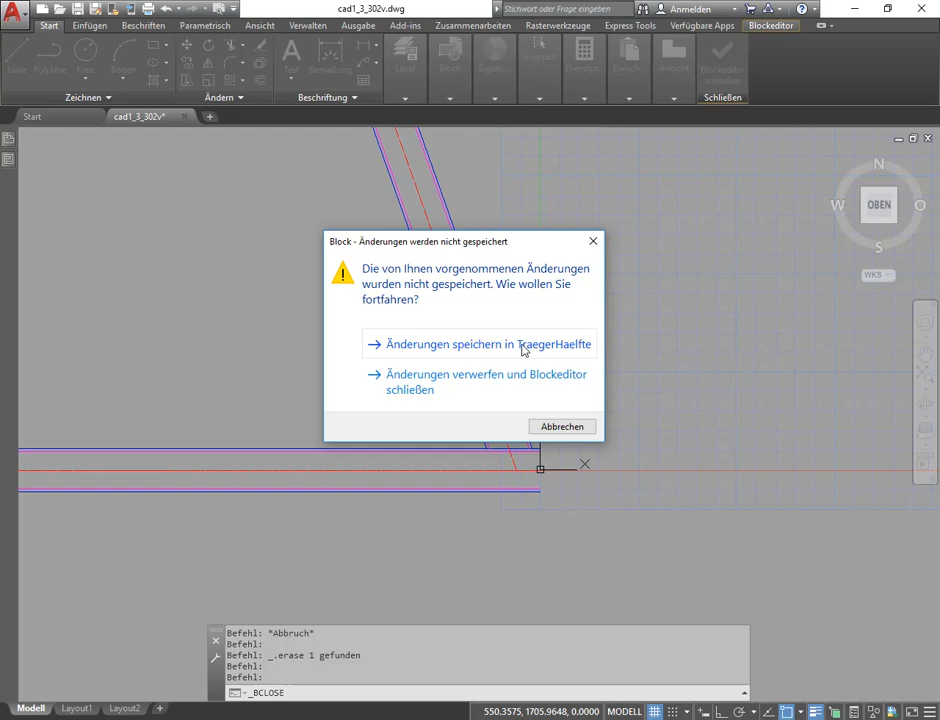 A
cad1_3_302v.dwg
Stichwort oder Frage eingeben
Anmelden
?
Start
Einfügen
Beschriften
Parametrisch
Ansicht
Verwalten
Ausgabe
Add-ins
Zusammenarbeiten
Rasterwerkzeuge
Express Tools
Verfügbare Apps
Blockeditor
Linie
Polylinie
Kreis
Bogen
A
Text
Bemaßung
Layer
Block
Eigens...
Gruppen
Dienstpr...
Zwisch...
Ansicht
Blockeditor
schließen
Zeichnen
Ändern
Beschriftung
Schließen
Start
cad1_3_302v*
N
W
OBEN
O
S
WKS
Block - Änderungen werden nicht gespeichert
Die von Ihnen vorgenommenen Änderungen
wurden nicht gespeichert. Wie wollen Sie
fortfahren?
Änderungen speichern in TraegerHaelfte
Änderungen verwerfen und Blockeditor
schließen
Abbrechen
X
Befehl: *Abbruch*
Befehl:
Befehl: _.erase 1 gefunden
Befehl:
Befehl:
_BCLOSE
Modell
Layout1
Layout2
550.3575, 1705.9648, 0.0000
MODELL